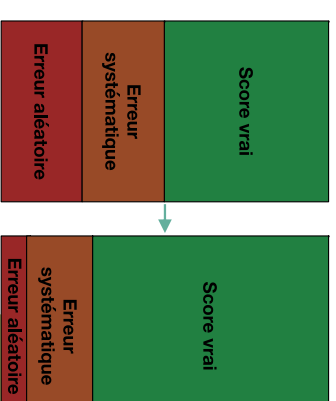 Score vrai
Erreur
systématique
Erreur aléatoire
Score vrai
Erreur
systématique
Erreur aléatoire